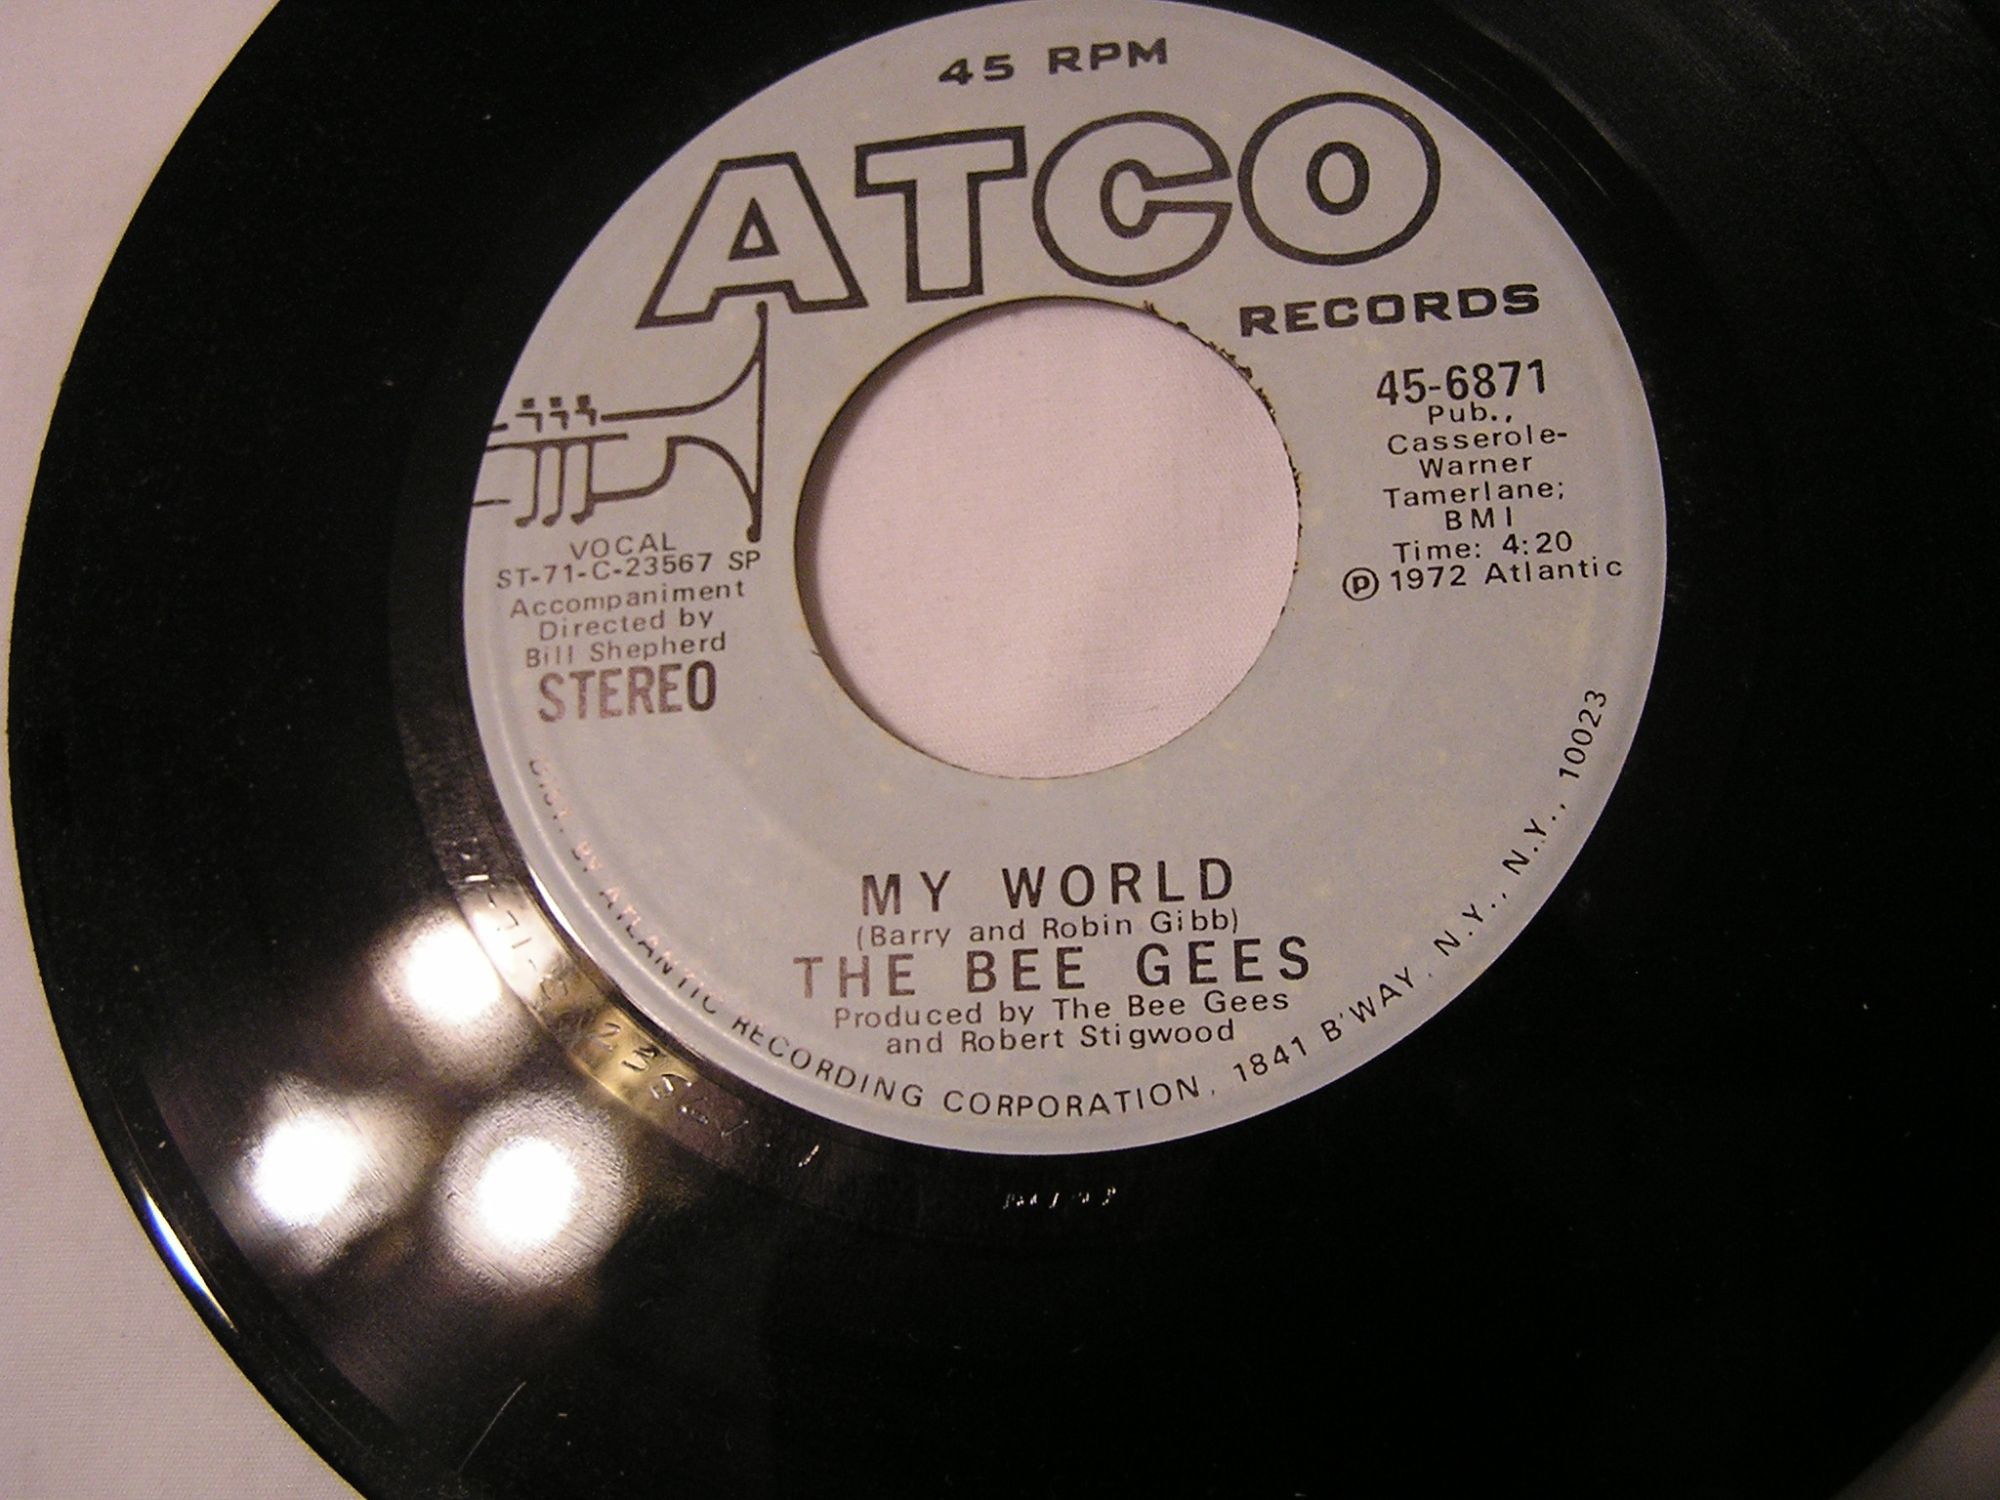 45 RPM
ATCO
RECORDS
45-6871
Pub.,
Casserole-
Warner
Tamerlane;
BMI
Time: 4:20
Ⓟ 1972 Atlantic
VOCAL
ST-71-C-23567 SP
Accompaniment
Directed by
Bill Shepherd
STEREO
MY WORLD
(Barry and Robin Gibb)
THE BEE GEES
Produced by The Bee Gees
and Robert Stigwood
DIST. BY ATLANTIC RECORDING CORPORATION, 1841 B'WAY, N.Y., N.Y., 10023